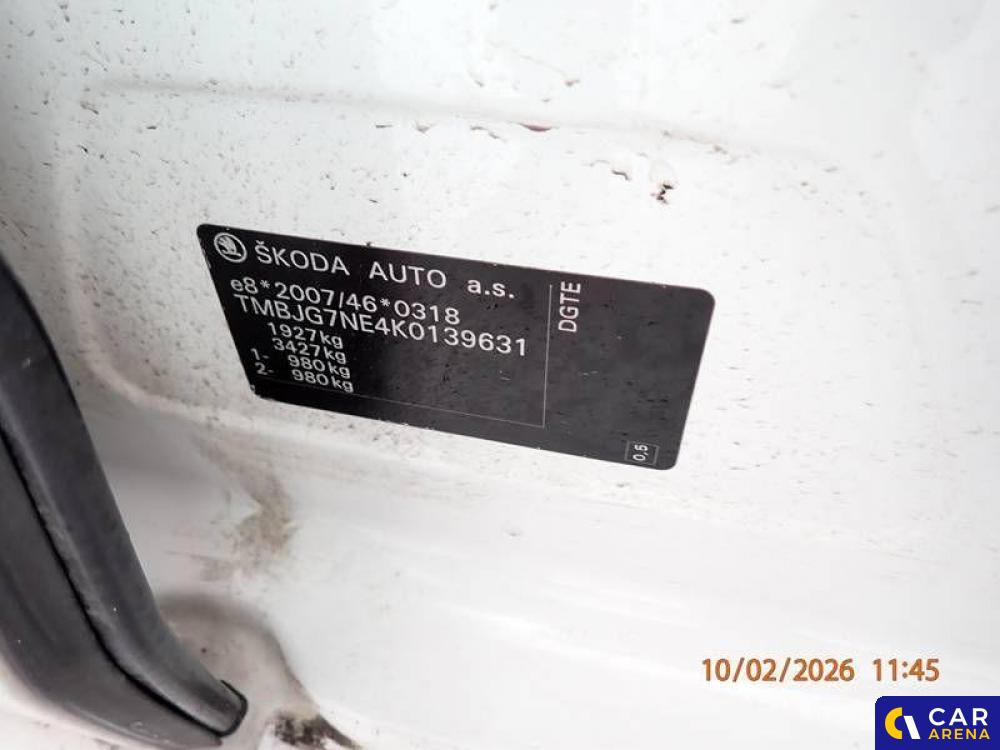 ŠKODA AUTO a.s.
e8*2007/46*0318
TMBJG7NE4K0139631
1927kg
3427kg
1- 980kg
2- 980kg
DGTE
0,5
10/02/2026 11:45
CAR
ARENA